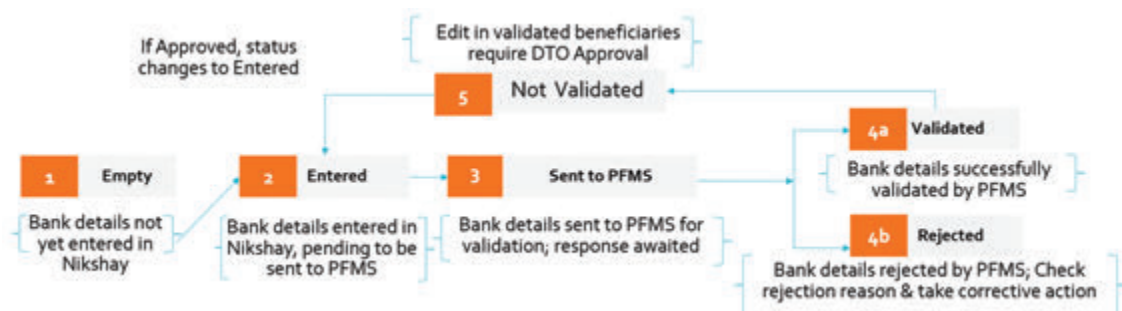 If Approved, status
changes to Entered
Edit in validated beneficiaries
require DTO Approval
5 Not Validated
1 Empty
Bank details not
yet entered in
Nikshay
2 Entered
Bank details entered in
Nikshay, pending to be
sent to PFMS
3 Sent to PFMS
Bank details sent to PFMS for
validation; response awaited
4a Validated
Bank details successfully
validated by PFMS
4b Rejected
Bank details rejected by PFMS; Check
rejection reason & take corrective action